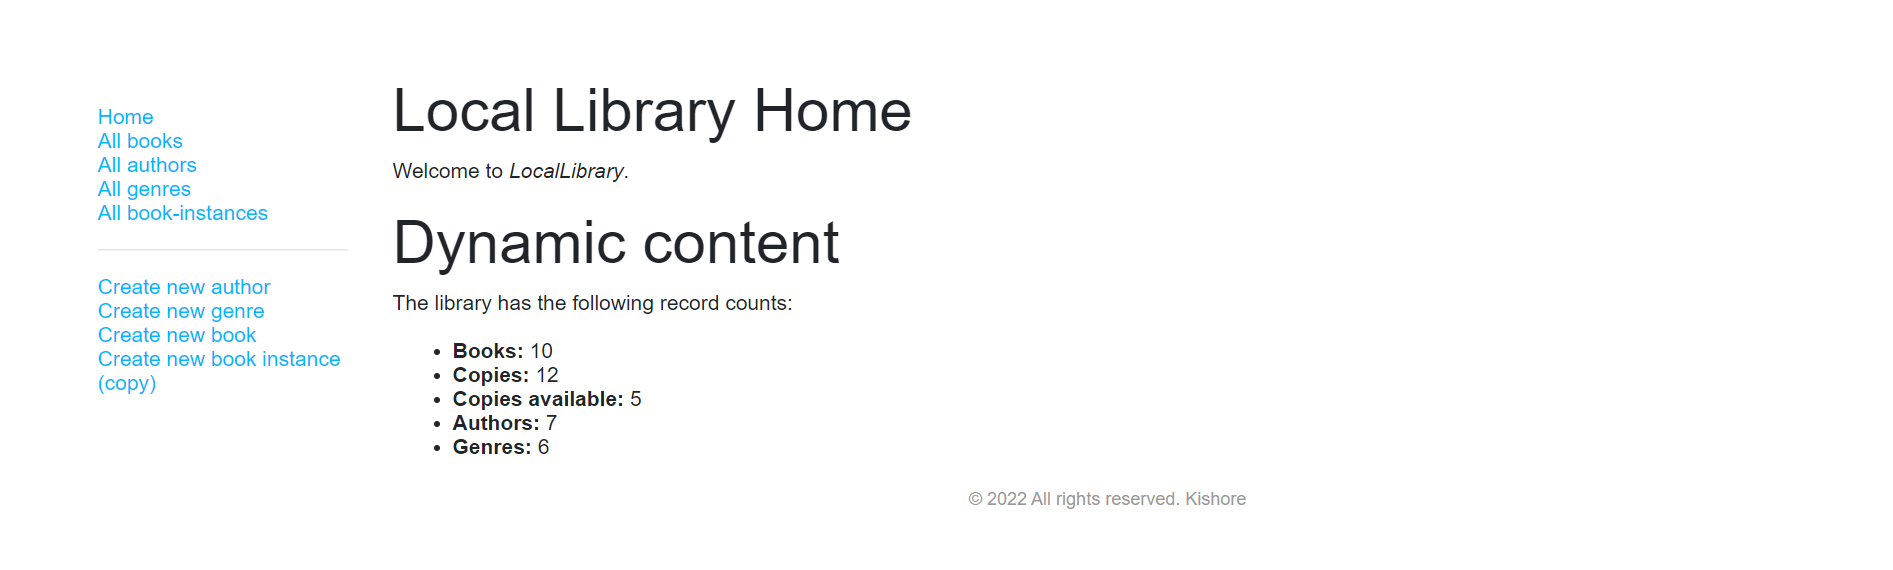 Home
All books
All authors
All genres
All book-instances
Create new author
Create new genre
Create new book
Create new book instance
(copy)
Local Library Home
Welcome to LocalLibrary.
Dynamic content
The library has the following record counts:
Books: 10
Copies: 12
Copies available: 5
Authors: 7
Genres: 6
© 2022 All rights reserved. Kishore